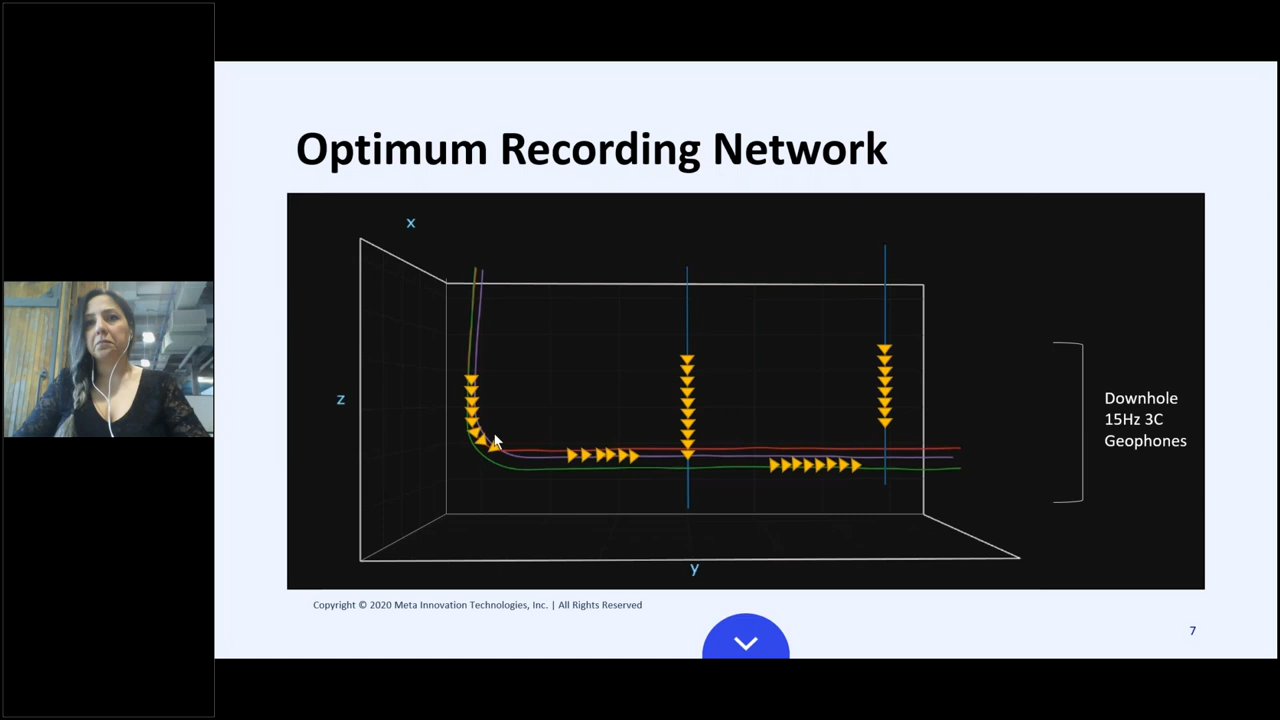 Optimum Recording Network
x
z
Downhole
15Hz 3C
Geophones
y
Copyright © 2020 Meta Innovation Technologies, Inc. | All Rights Reserved
7